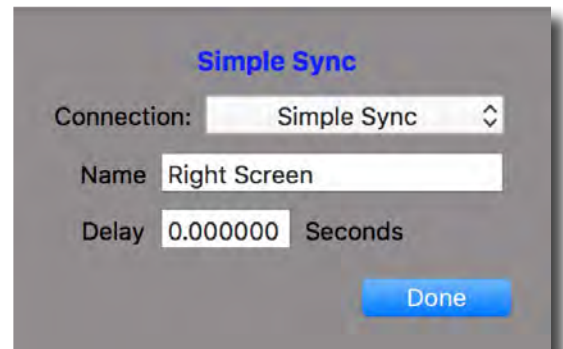 Simple Sync
Connection: Simple Sync
Name Right Screen
Delay 0.000000 Seconds
Done